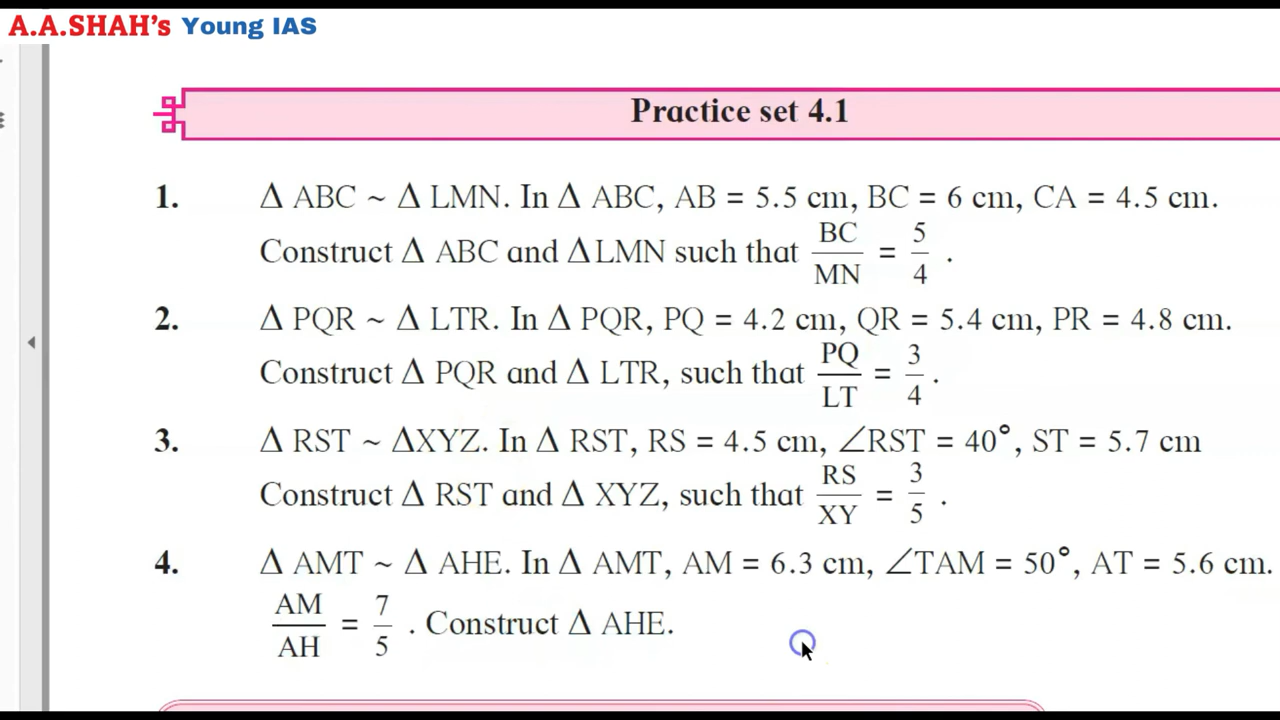 A.A.SHAH's Young IAS
Practice set 4.1
1. Δ ABC ~ Δ LMN. In Δ ABC, AB = 5.5 cm, BC = 6 cm, CA = 4.5 cm.
Construct Δ ABC and Δ LMN such that BC/MN = 5/4 .
2. Δ PQR ~ Δ LTR. In Δ PQR, PQ = 4.2 cm, QR = 5.4 cm, PR = 4.8 cm.
Construct Δ PQR and Δ LTR, such that PQ/LT = 3/4 .
3. Δ RST ~ ΔXYZ. In Δ RST, RS = 4.5 cm, ∠RST = 40°, ST = 5.7 cm
Construct Δ RST and Δ XYZ, such that RS/XY = 3/5 .
4. Δ AMT ~ Δ AHE. In Δ AMT, AM = 6.3 cm, ∠TAM = 50°, AT = 5.6 cm.
AM/AH = 7/5 . Construct Δ AHE.